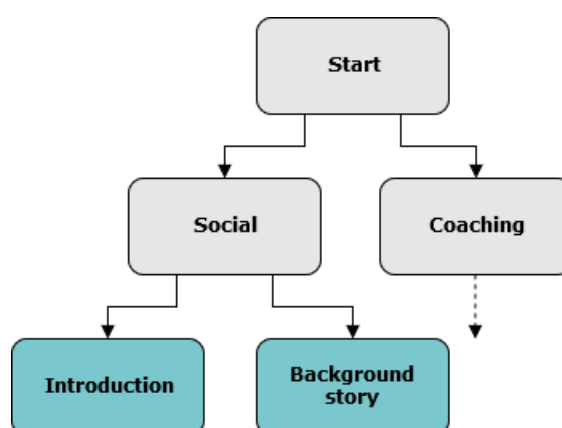 Start
Social
Coaching
Introduction
Background
story